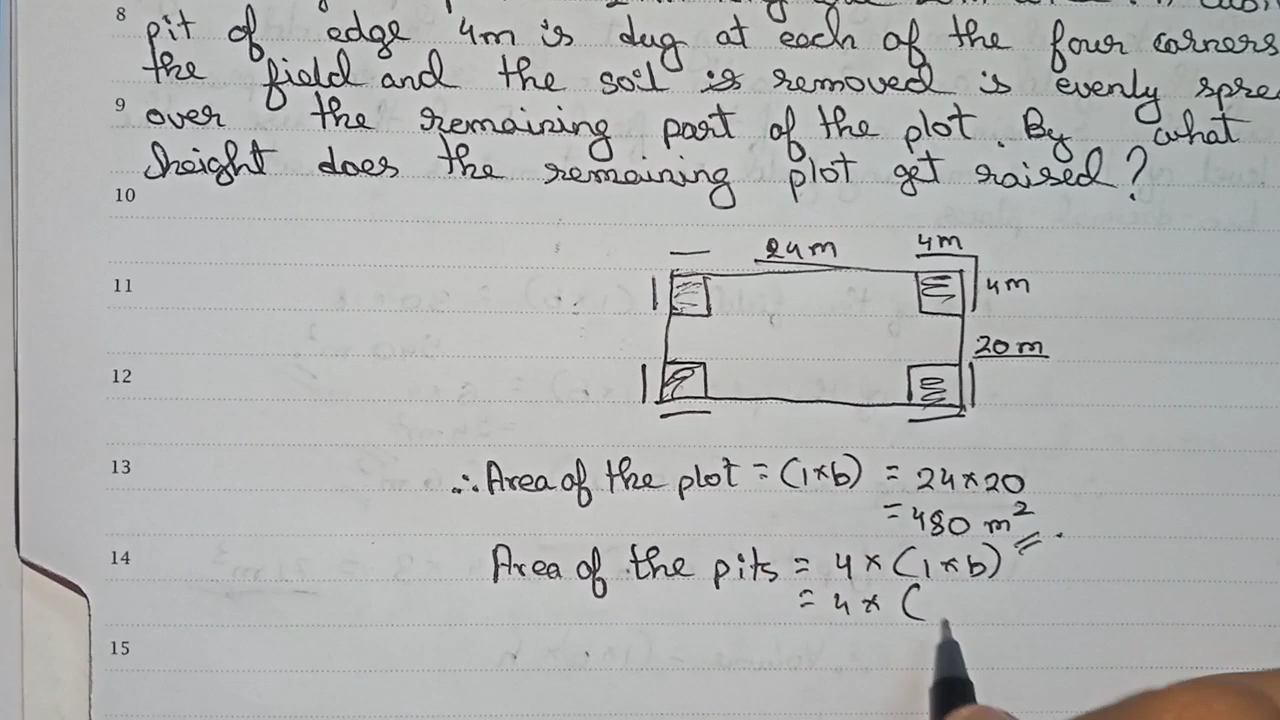 8
pit of edge 4m is dug at each of the four corners
the field and the soil is removed is evenly spre
9
over the remaining part of the plot. By what
height does the remaining plot get raised?
10
24m 4m
11
4m
20m
12
13
∴ Area of the plot = (l×b) = 24×20
= 480 m²
14
Area of the pits = 4 × (l×b)
= 4 × (
15